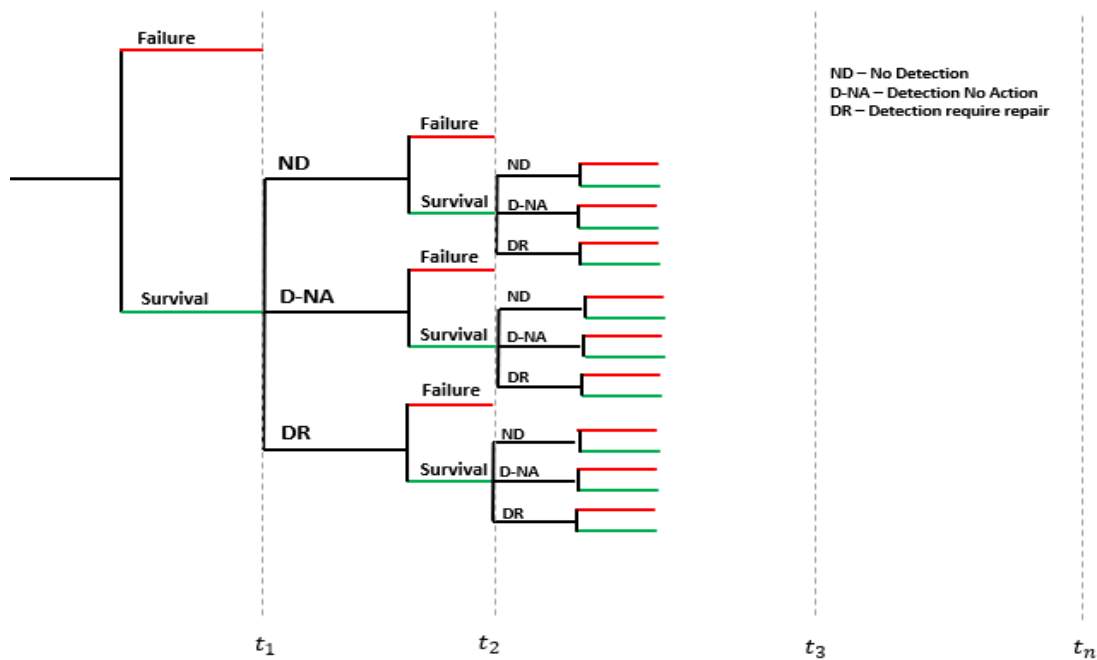 Failure
ND – No Detection
D-NA – Detection No Action
DR – Detection require repair
Failure
ND
ND
Survival
D-NA
DR
Failure
Survival
D-NA
ND
Survival
D-NA
DR
Failure
DR
ND
Survival
D-NA
DR
t₁
t₂
t₃
tₙ